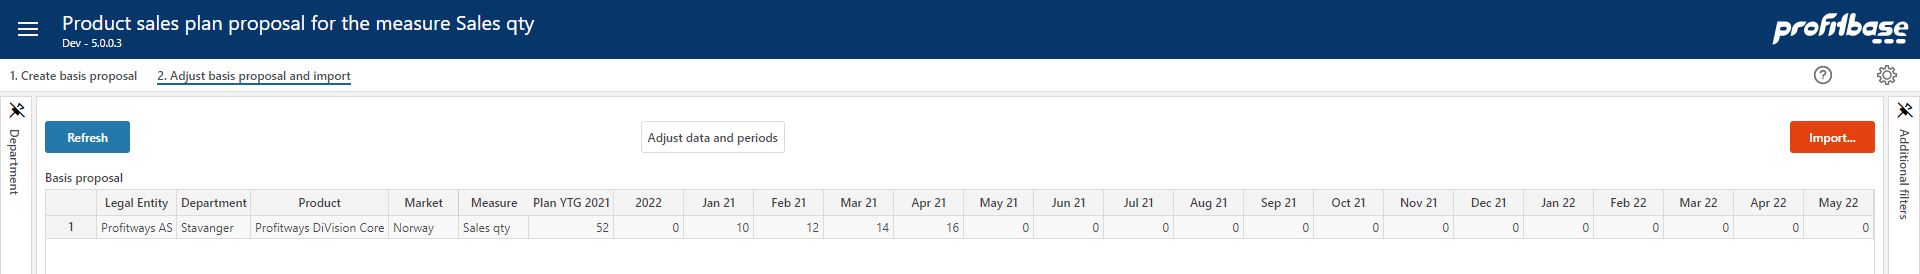 Product sales plan proposal for the measure Sales qty
Dev - 5.0.0.3
profitbase
1. Create basis proposal 2. Adjust basis proposal and import
Department
Refresh Adjust data and periods Import...
Additional filters
Basis proposal
Legal Entity Department Product Market Measure Plan YTG 2021 2022 Jan 21 Feb 21 Mar 21 Apr 21 May 21 Jun 21 Jul 21 Aug 21 Sep 21 Oct 21 Nov 21 Dec 21 Jan 22 Feb 22 Mar 22 Apr 22 May 22
1 Profitways AS Stavanger Profitways DiVision Core Norway Sales qty 52 0 10 12 14 16 0 0 0 0 0 0 0 0 0 0 0 0 0